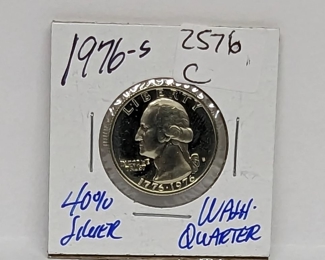 1976-S
2576
C
LIBERTY
IN GOD WE
TRUST
S
1776-1976
40%
SILVER
WASH.
QUARTER